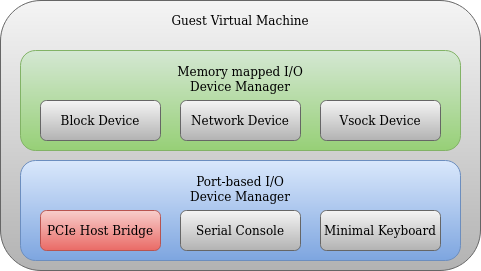 Guest Virtual Machine
Memory mapped I/O
Device Manager
Block Device
Network Device
Vsock Device
Port-based I/O
Device Manager
PCIe Host Bridge
Serial Console
Minimal Keyboard